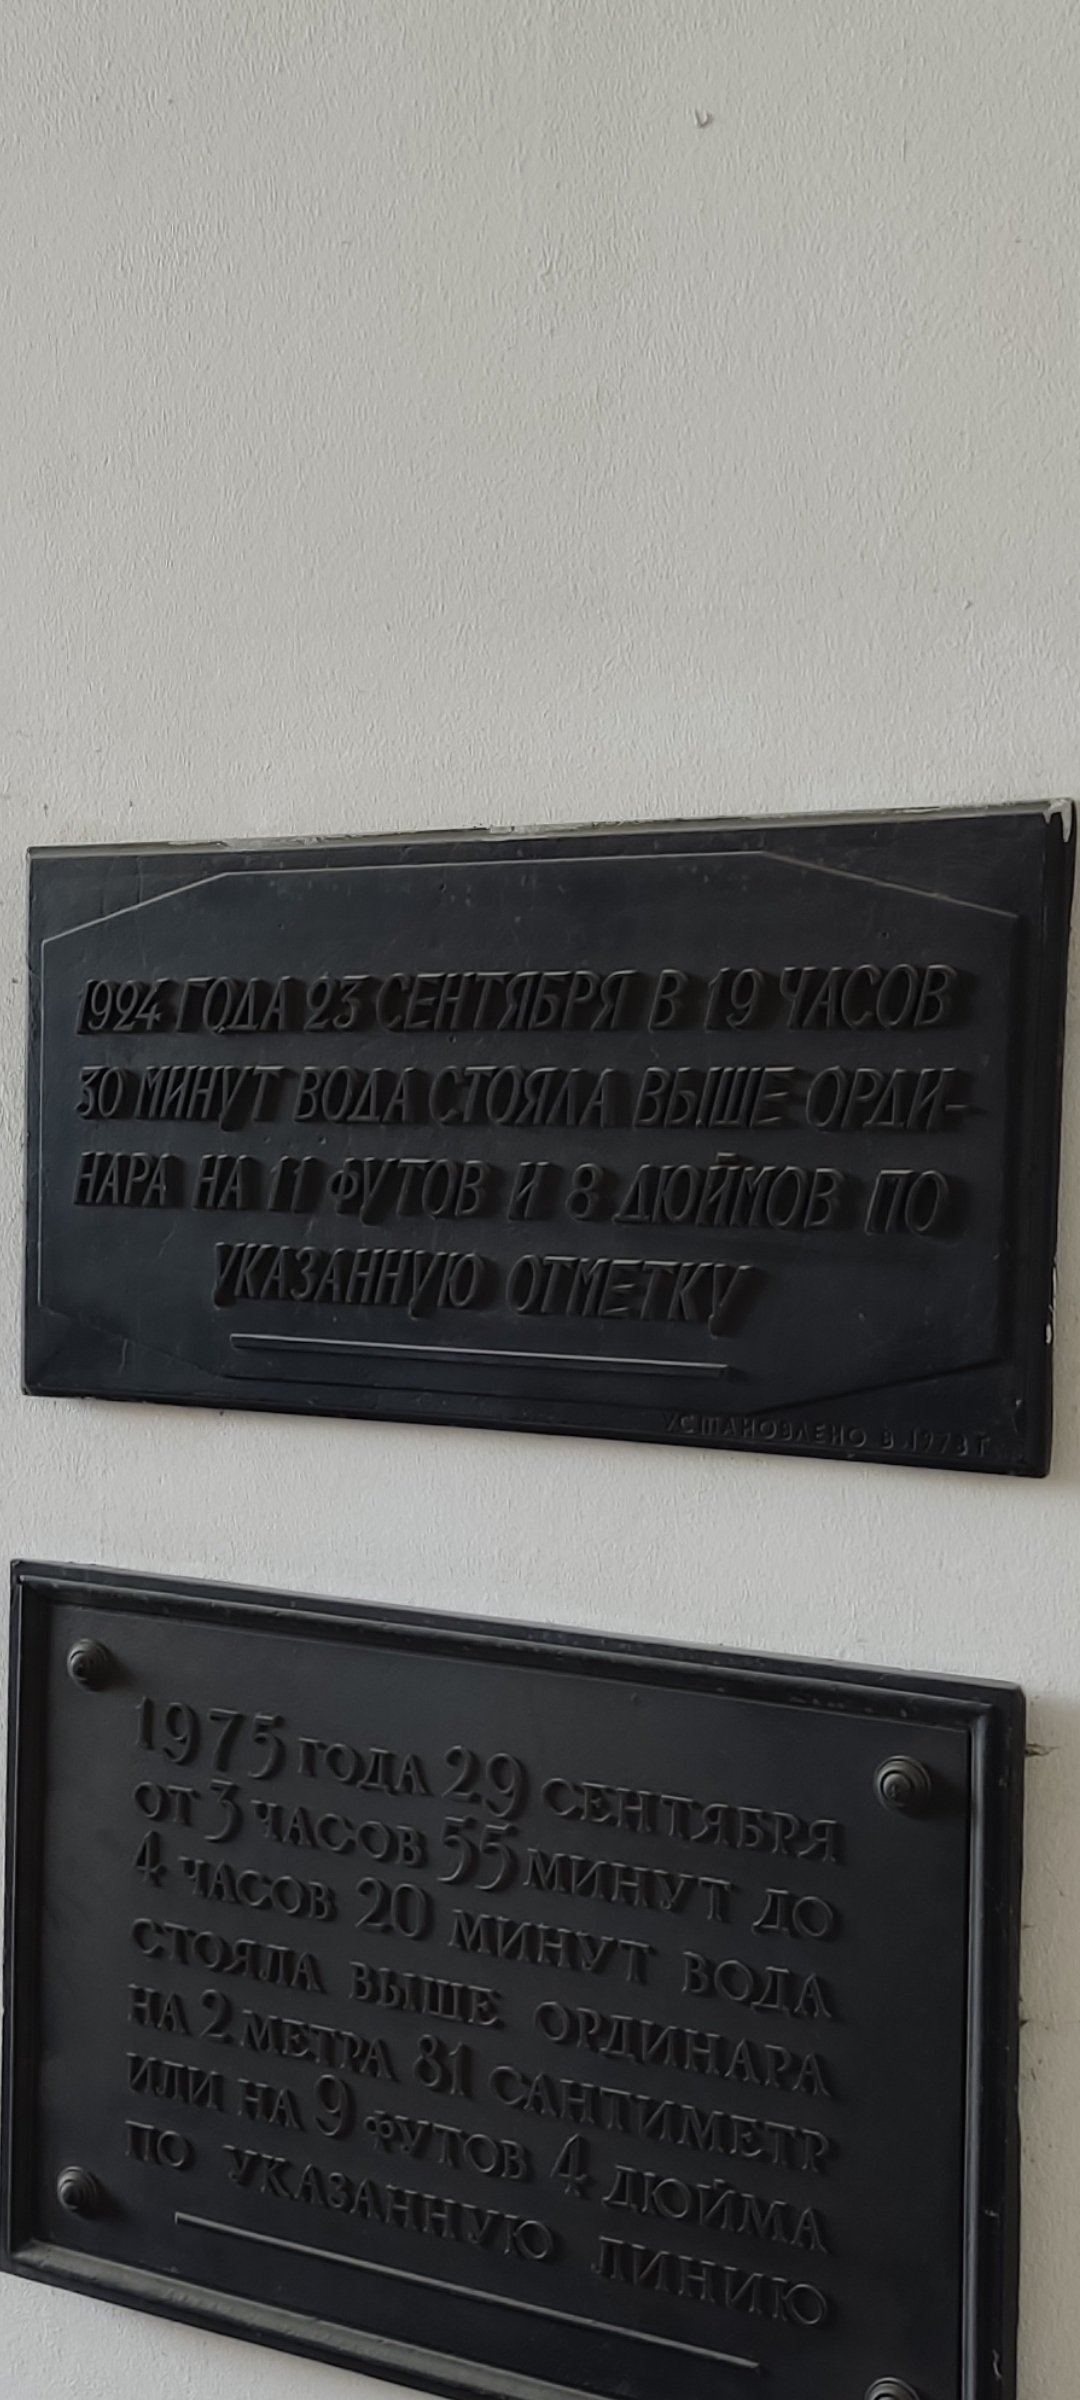 1924 ГОДА 23 СЕНТЯБРЯ В 19 ЧАСОВ
30 МИНУТ ВОДА СТОЯЛА ВЫШЕ ОРДИ-
НАРА НА 11 ФУТОВ И 8 ДЮЙМОВ ПО
УКАЗАННУЮ ОТМЕТКУ
УСТАНОВЛЕНО В 1973 Г.
1975 ГОДА 29 СЕНТЯБРЯ
ОТ 3 ЧАСОВ 55 МИНУТ ДО
4 ЧАСОВ 20 МИНУТ ВОДА
СТОЯЛА ВЫШЕ ОРДИНАРА
НА 2 МЕТРА 81 САНТИМЕТР
ИЛИ НА 9 ФУТОВ 4 ДЮЙМА
ПО УКАЗАННУЮ ЛИНИЮ